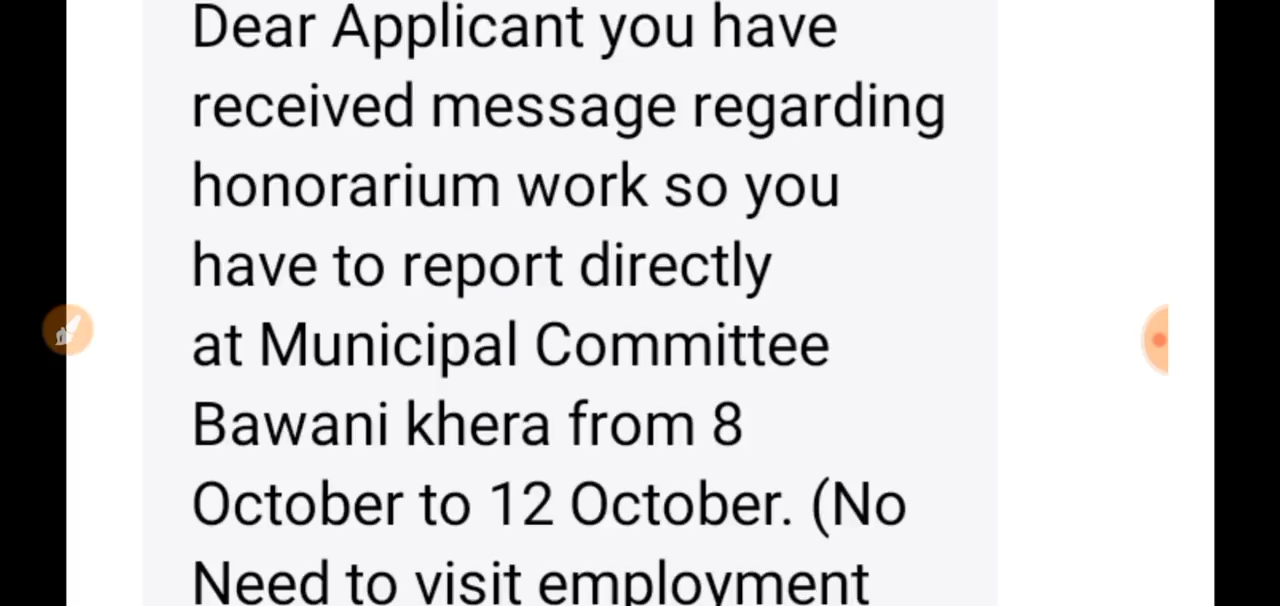 Dear Applicant you have
received message regarding
honorarium work so you
have to report directly
at Municipal Committee
Bawani khera from 8
October to 12 October. (No
Need to visit employment